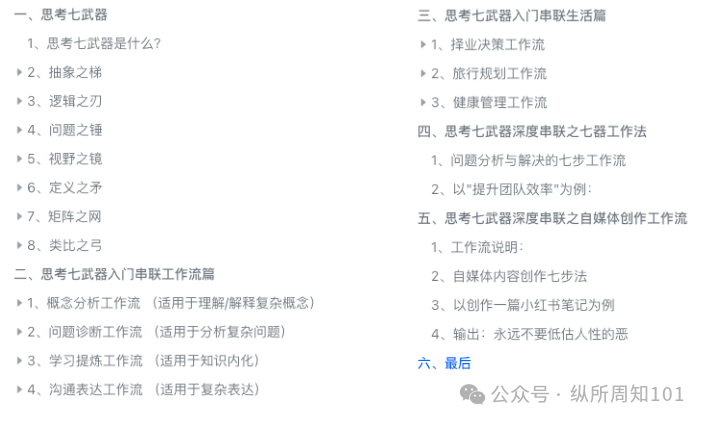 一、思考七武器
1、思考七武器是什么?
2、抽象之梯
3、逻辑之刃
4、问题之锤
5、视野之镜
6、定义之矛
7、矩阵之网
8、类比之弓
二、思考七武器入门串联工作流篇
1、概念分析工作流 （适用于理解/解释复杂概念）
2、问题诊断工作流 （适用于分析复杂问题）
3、学习提炼工作流 （适用于知识内化）
4、沟通表达工作流 （适用于复杂表达）
三、思考七武器入门串联生活篇
1、择业决策工作流
2、旅行规划工作流
3、健康管理工作流
四、思考七武器深度串联之七器工作法
1、问题分析与解决的七步工作流
2、以"提升团队效率"为例：
五、思考七武器深度串联之自媒体创作工作流
1、工作流说明：
2、自媒体内容创作七步法
3、以创作一篇小红书笔记为例
4、输出：永远不要低估人性的恶
六、最后
公众号 · 纵所周知101